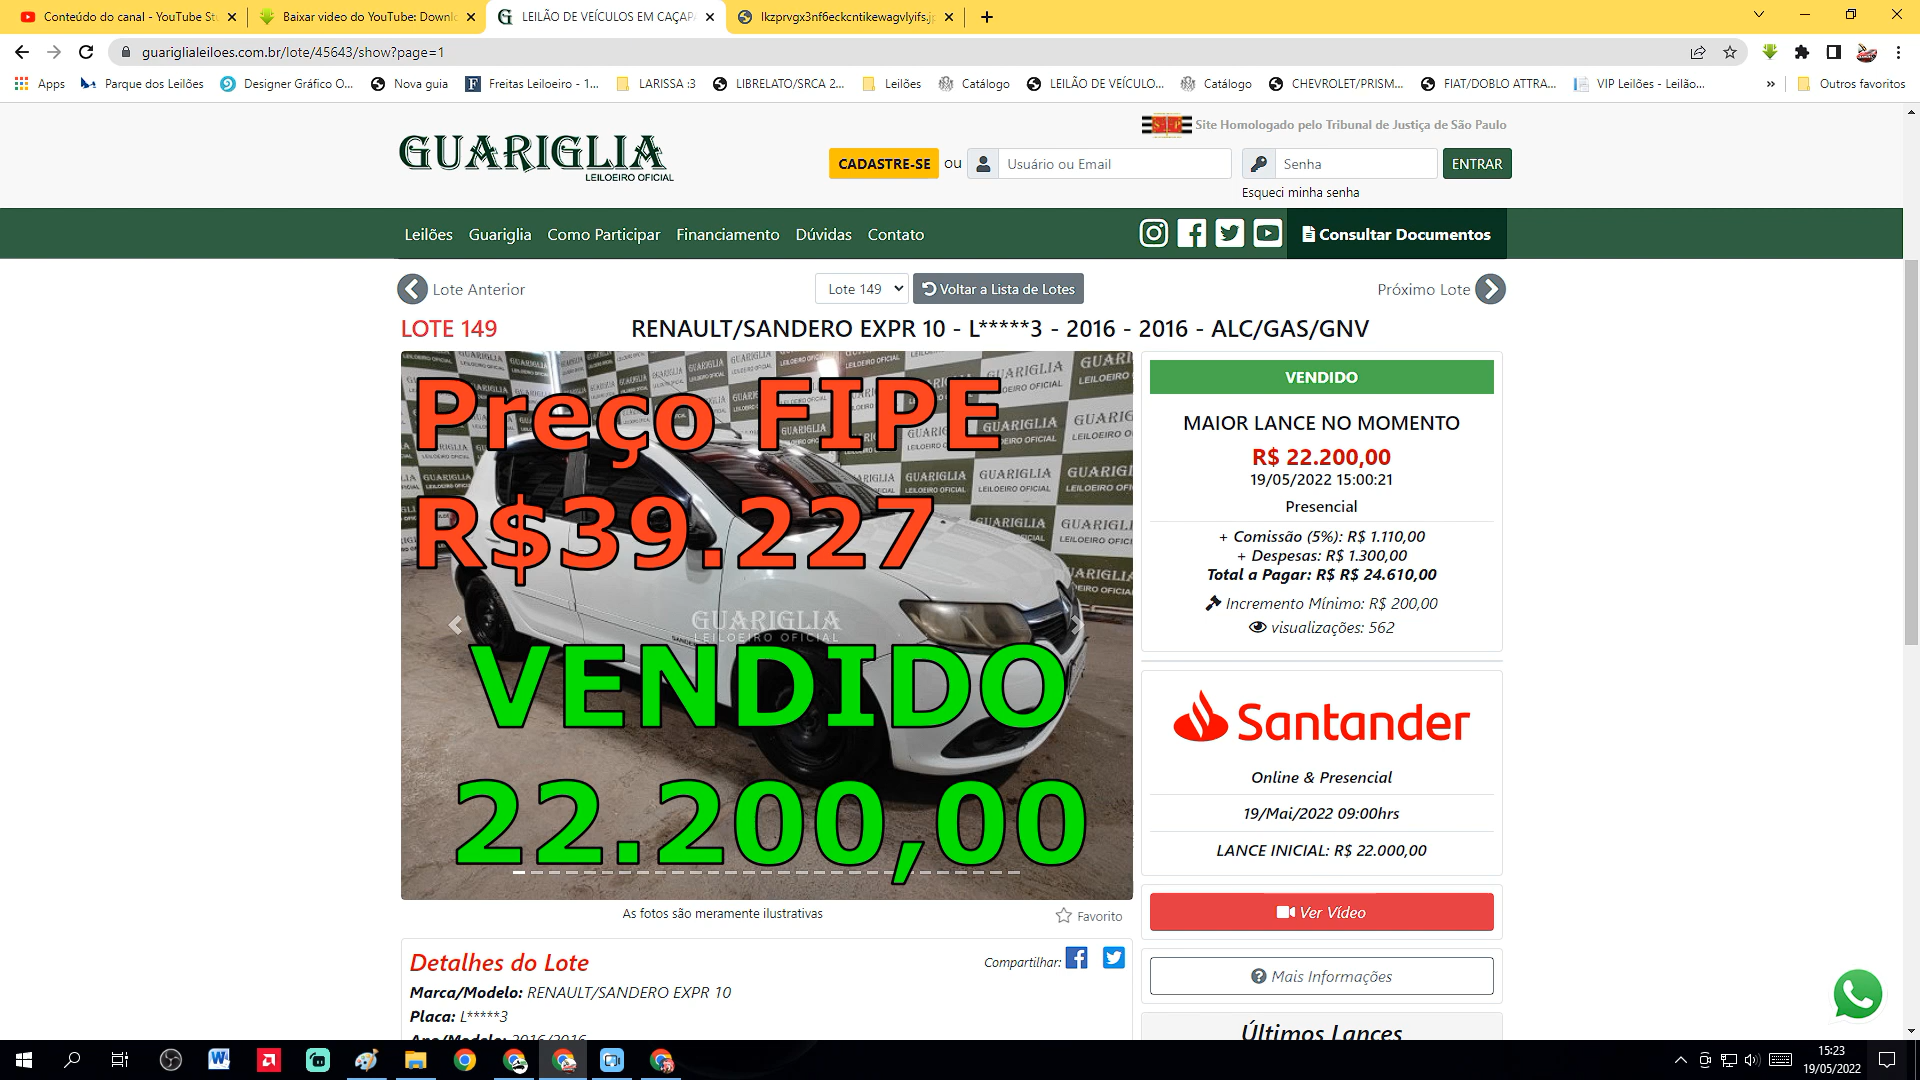 Conteúdo do canal - YouTube St
Baixar video do YouTube: Downlo
LEILÃO DE VEÍCULOS EM CAÇAPA
lkzprvgx3nf6eckcntikewagvlyifs.j
guariglialeiloes.com.br/lote/45643/show?page=1
Apps
Parque dos Leilões
Designer Gráfico O...
Nova guia
Freitas Leiloeiro - 1...
LARISSA :3
LIBRELATO/SRCA 2...
Leilões
Catálogo
LEILÃO DE VEÍCULO...
Catálogo
CHEVROLET/PRISM...
FIAT/DOBLO ATTRA...
VIP Leilões - Leilão...
Outros favoritos
Site Homologado pelo Tribunal de Justiça de São Paulo
GUARIGLIA
LEILOEIRO OFICIAL
CADASTRE-SE ou Usuário ou Email Senha ENTRAR
Esqueci minha senha
Leilões Guariglia Como Participar Financiamento Dúvidas Contato
Consultar Documentos
Lote Anterior
Lote 149
Voltar a Lista de Lotes
Próximo Lote
LOTE 149
RENAULT/SANDERO EXPR 10 - L*****3 - 2016 - 2016 - ALC/GAS/GNV
Preço FIPE
R$39.227
GUARIGLIA
LEILOEIRO OFICIAL
VENDIDO
22.200,00
VENDIDO
MAIOR LANCE NO MOMENTO
R$ 22.200,00
19/05/2022 15:00:21
Presencial
+ Comissão (5%): R$ 1.110,00
+ Despesas: R$ 1.300,00
Total a Pagar: R$ R$ 24.610,00
Incremento Mínimo: R$ 200,00
visualizações: 562
Santander
Online & Presencial
19/Mai/2022 09:00hrs
LANCE INICIAL: R$ 22.000,00
Ver Vídeo
Mais Informações
Últimos Lances
As fotos são meramente ilustrativas
Favorito
Detalhes do Lote
Compartilhar:
Marca/Modelo: RENAULT/SANDERO EXPR 10
Placa: L*****3
Ano/Modelo: 2016/2016
15:23
19/05/2022